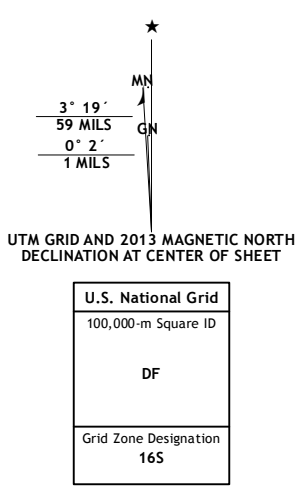 ★
MN
3° 19´
59 MILS
GN
0° 2´
1 MILS
UTM GRID AND 2013 MAGNETIC NORTH
DECLINATION AT CENTER OF SHEET
U.S. National Grid
100,000-m Square ID
DF
Grid Zone Designation
16S